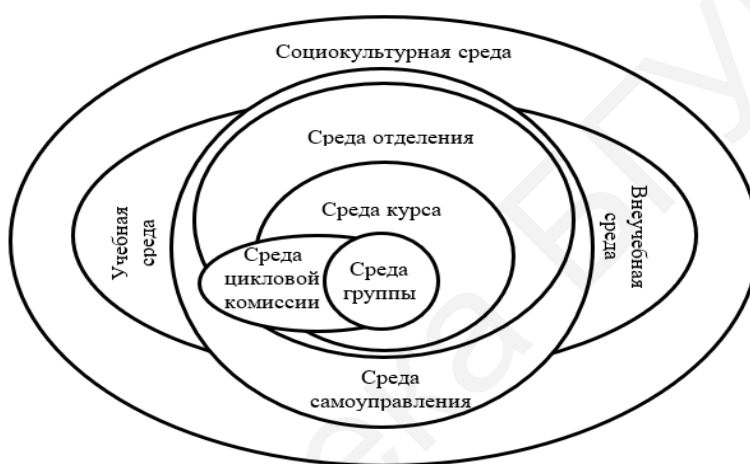 Социокультурная среда
Среда отделения
Учебная
среда
Внеучебная
среда
Среда курса
Среда
цикловой
комиссии
Среда
группы
Среда
самоуправления